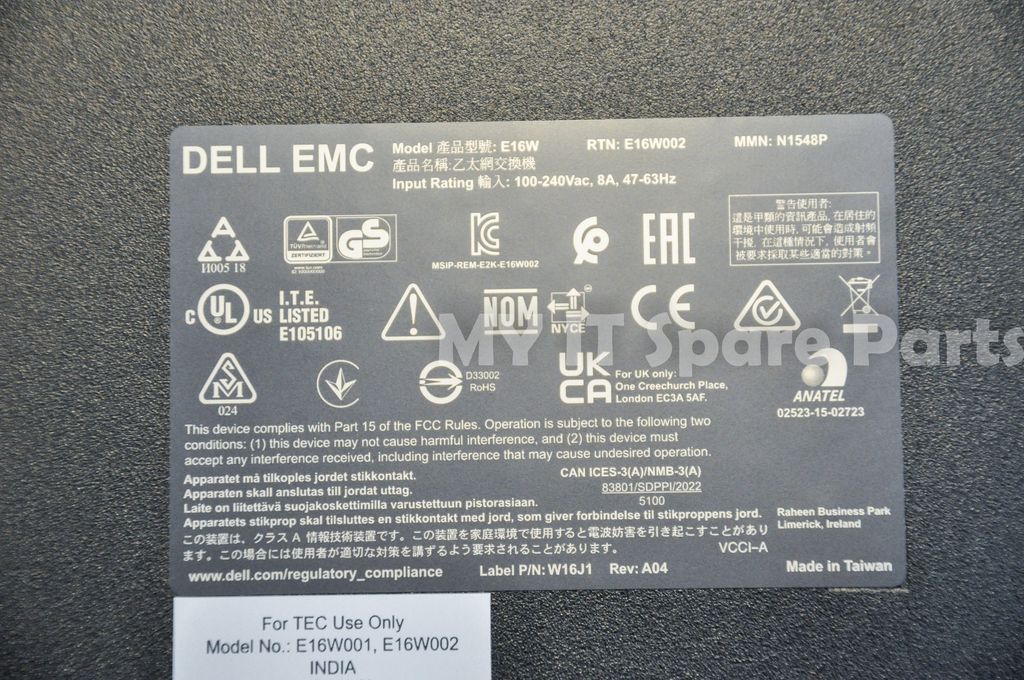 DELL EMC
Model 產品型號: E16W RTN: E16W002 MMN: N1548P
產品名稱:乙太網交換機
Input Rating 輸入: 100-240Vac, 8A, 47-63Hz
警告使用者:
這是甲類的資訊產品, 在居住的
環境中使用時, 可能會造成射頻
干擾, 在這種情況下, 使用者會
被要求採取某些適當的對策。
И005 18
TÜVRheinland
ZERTIFIZIERT
www.tuv.com
GS
MSIP-REM-E2K-E16W002
EAC
c UL US
I.T.E.
LISTED
E105106
NOM
NYCE
CE
024
D33002
RoHS
UK
CA
For UK only:
One Creechurch Place,
London EC3A 5AF.
ANATEL
02523-15-02723
MY IT Spare Parts
This device complies with Part 15 of the FCC Rules. Operation is subject to the following two
conditions: (1) this device may not cause harmful interference, and (2) this device must
accept any interference received, including interference that may cause undesired operation.
Apparatet må tilkoples jordet stikkontakt.
Apparaten skall anslutas till jordat uttag.
Laite on liitettävä suojakoskettimilla varustettuun pistorasiaan.
Apparatets stikprop skal tilsluttes en stikkontakt med jord, som giver forbindelse til stikproppens jord.
CAN ICES-3(A)/NMB-3(A)
83801/SDPPI/2022
5100
Raheen Business Park
Limerick, Ireland
この装置は、クラス A 情報技術装置です。この装置を家庭環境で使用すると電波妨害を引き起こすことがあり
ます。この場合には使用者が適切な対策を講ずるよう要求されることがあります。 VCCI-A
www.dell.com/regulatory_compliance Label P/N: W16J1 Rev: A04 Made in Taiwan
For TEC Use Only
Model No.: E16W001, E16W002
INDIA